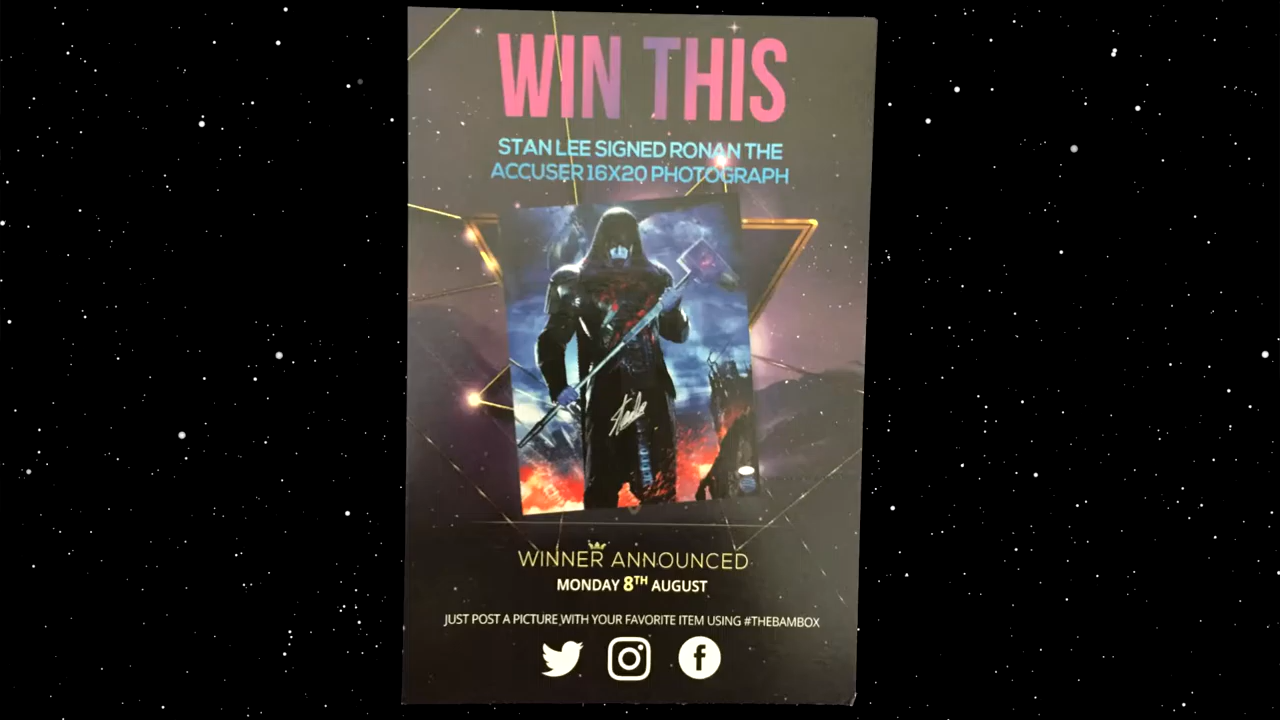 WIN THIS
STAN LEE SIGNED RONAN THE
ACCUSER 16X20 PHOTOGRAPH
WINNER ANNOUNCED
MONDAY 8TH AUGUST
JUST POST A PICTURE WITH YOUR FAVORITE ITEM USING #THEBAMBOX